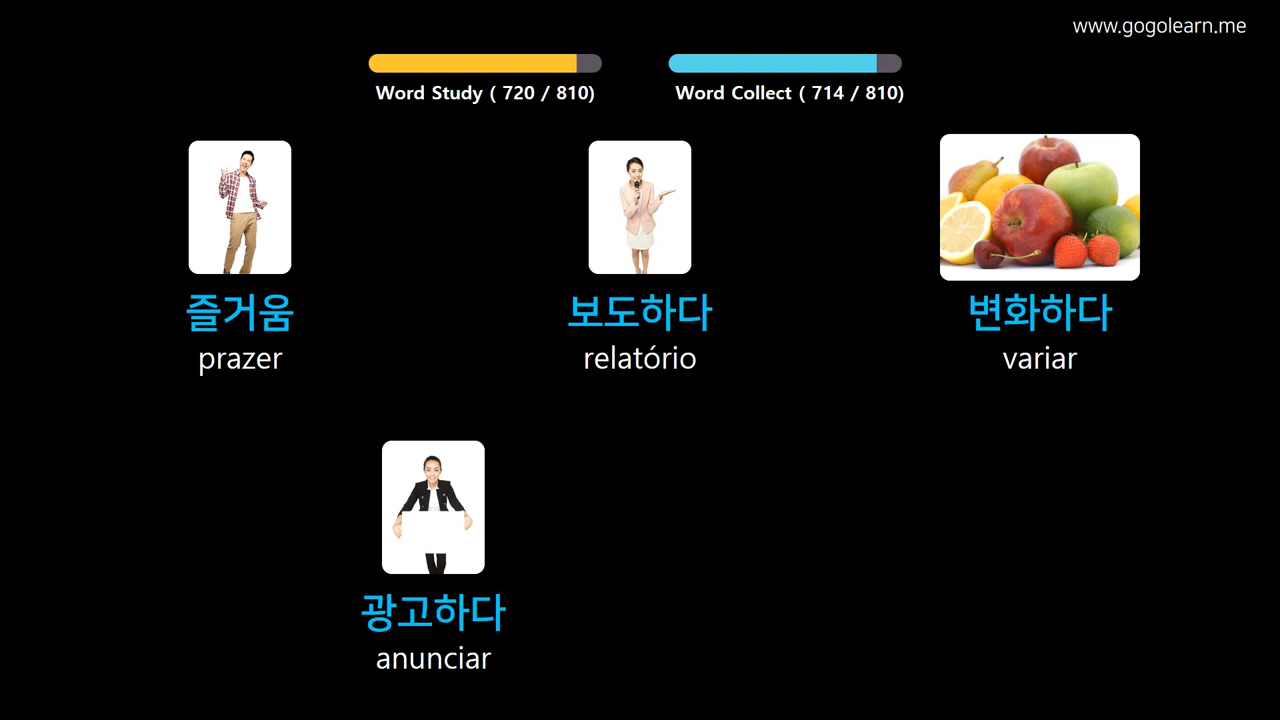 www.gogolearn.me
Word Study ( 720 / 810)
Word Collect ( 714 / 810)
즐거움
prazer
보도하다
relatório
변화하다
variar
광고하다
anunciar